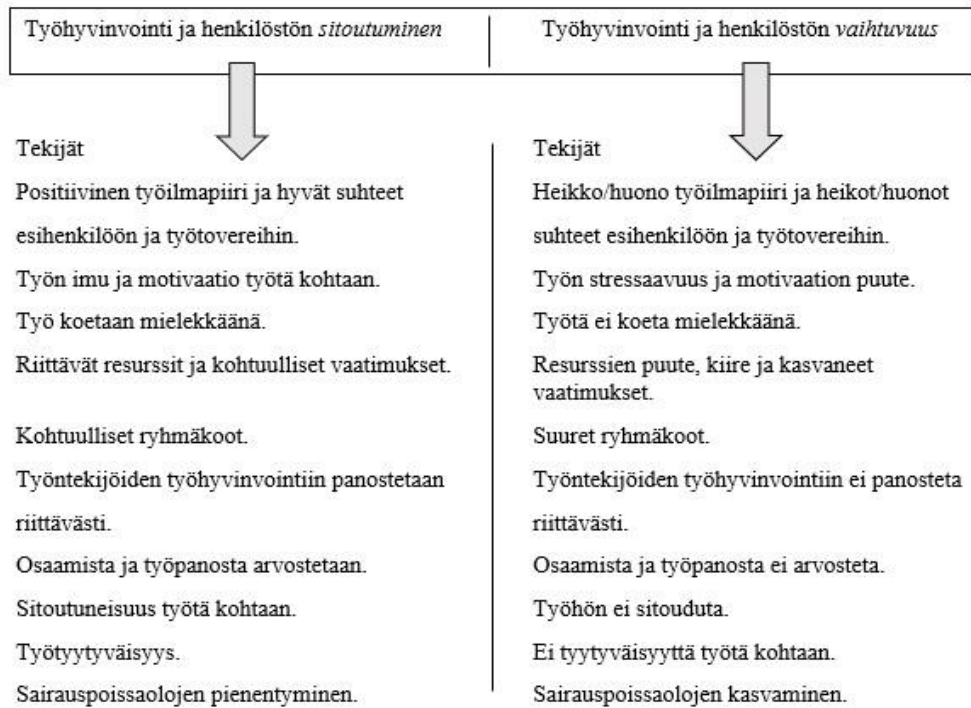 Työhyvinvointi ja henkilöstön sitoutuminen
Työhyvinvointi ja henkilöstön vaihtuvuus
Tekijät
Positiivinen työilmapiiri ja hyvät suhteet
esihenkilöön ja työtovereihin.
Työn imu ja motivaatio työtä kohtaan.
Työ koetaan mielekkäänä.
Riittävät resurssit ja kohtuulliset vaatimukset.
Kohtuulliset ryhmäkoot.
Työntekijöiden työhyvinvointiin panostetaan
riittävästi.
Osaamista ja työpanosta arvostetaan.
Sitoutuneisuus työtä kohtaan.
Työtyytyväisyys.
Sairauspoissaolojen pienentyminen.
Tekijät
Heikko/huono työilmapiiri ja heikot/huonot
suhteet esihenkilöön ja työtovereihin.
Työn stressaavuus ja motivaation puute.
Työtä ei koeta mielekkäänä.
Resurssien puute, kiire ja kasvaneet
vaatimukset.
Suuret ryhmäkoot.
Työntekijöiden työhyvinvointiin ei panosteta
riittävästi.
Osaamista ja työpanosta ei arvosteta.
Työhön ei sitouduta.
Ei tyytyväisyyttä työtä kohtaan.
Sairauspoissaolojen kasvaminen.